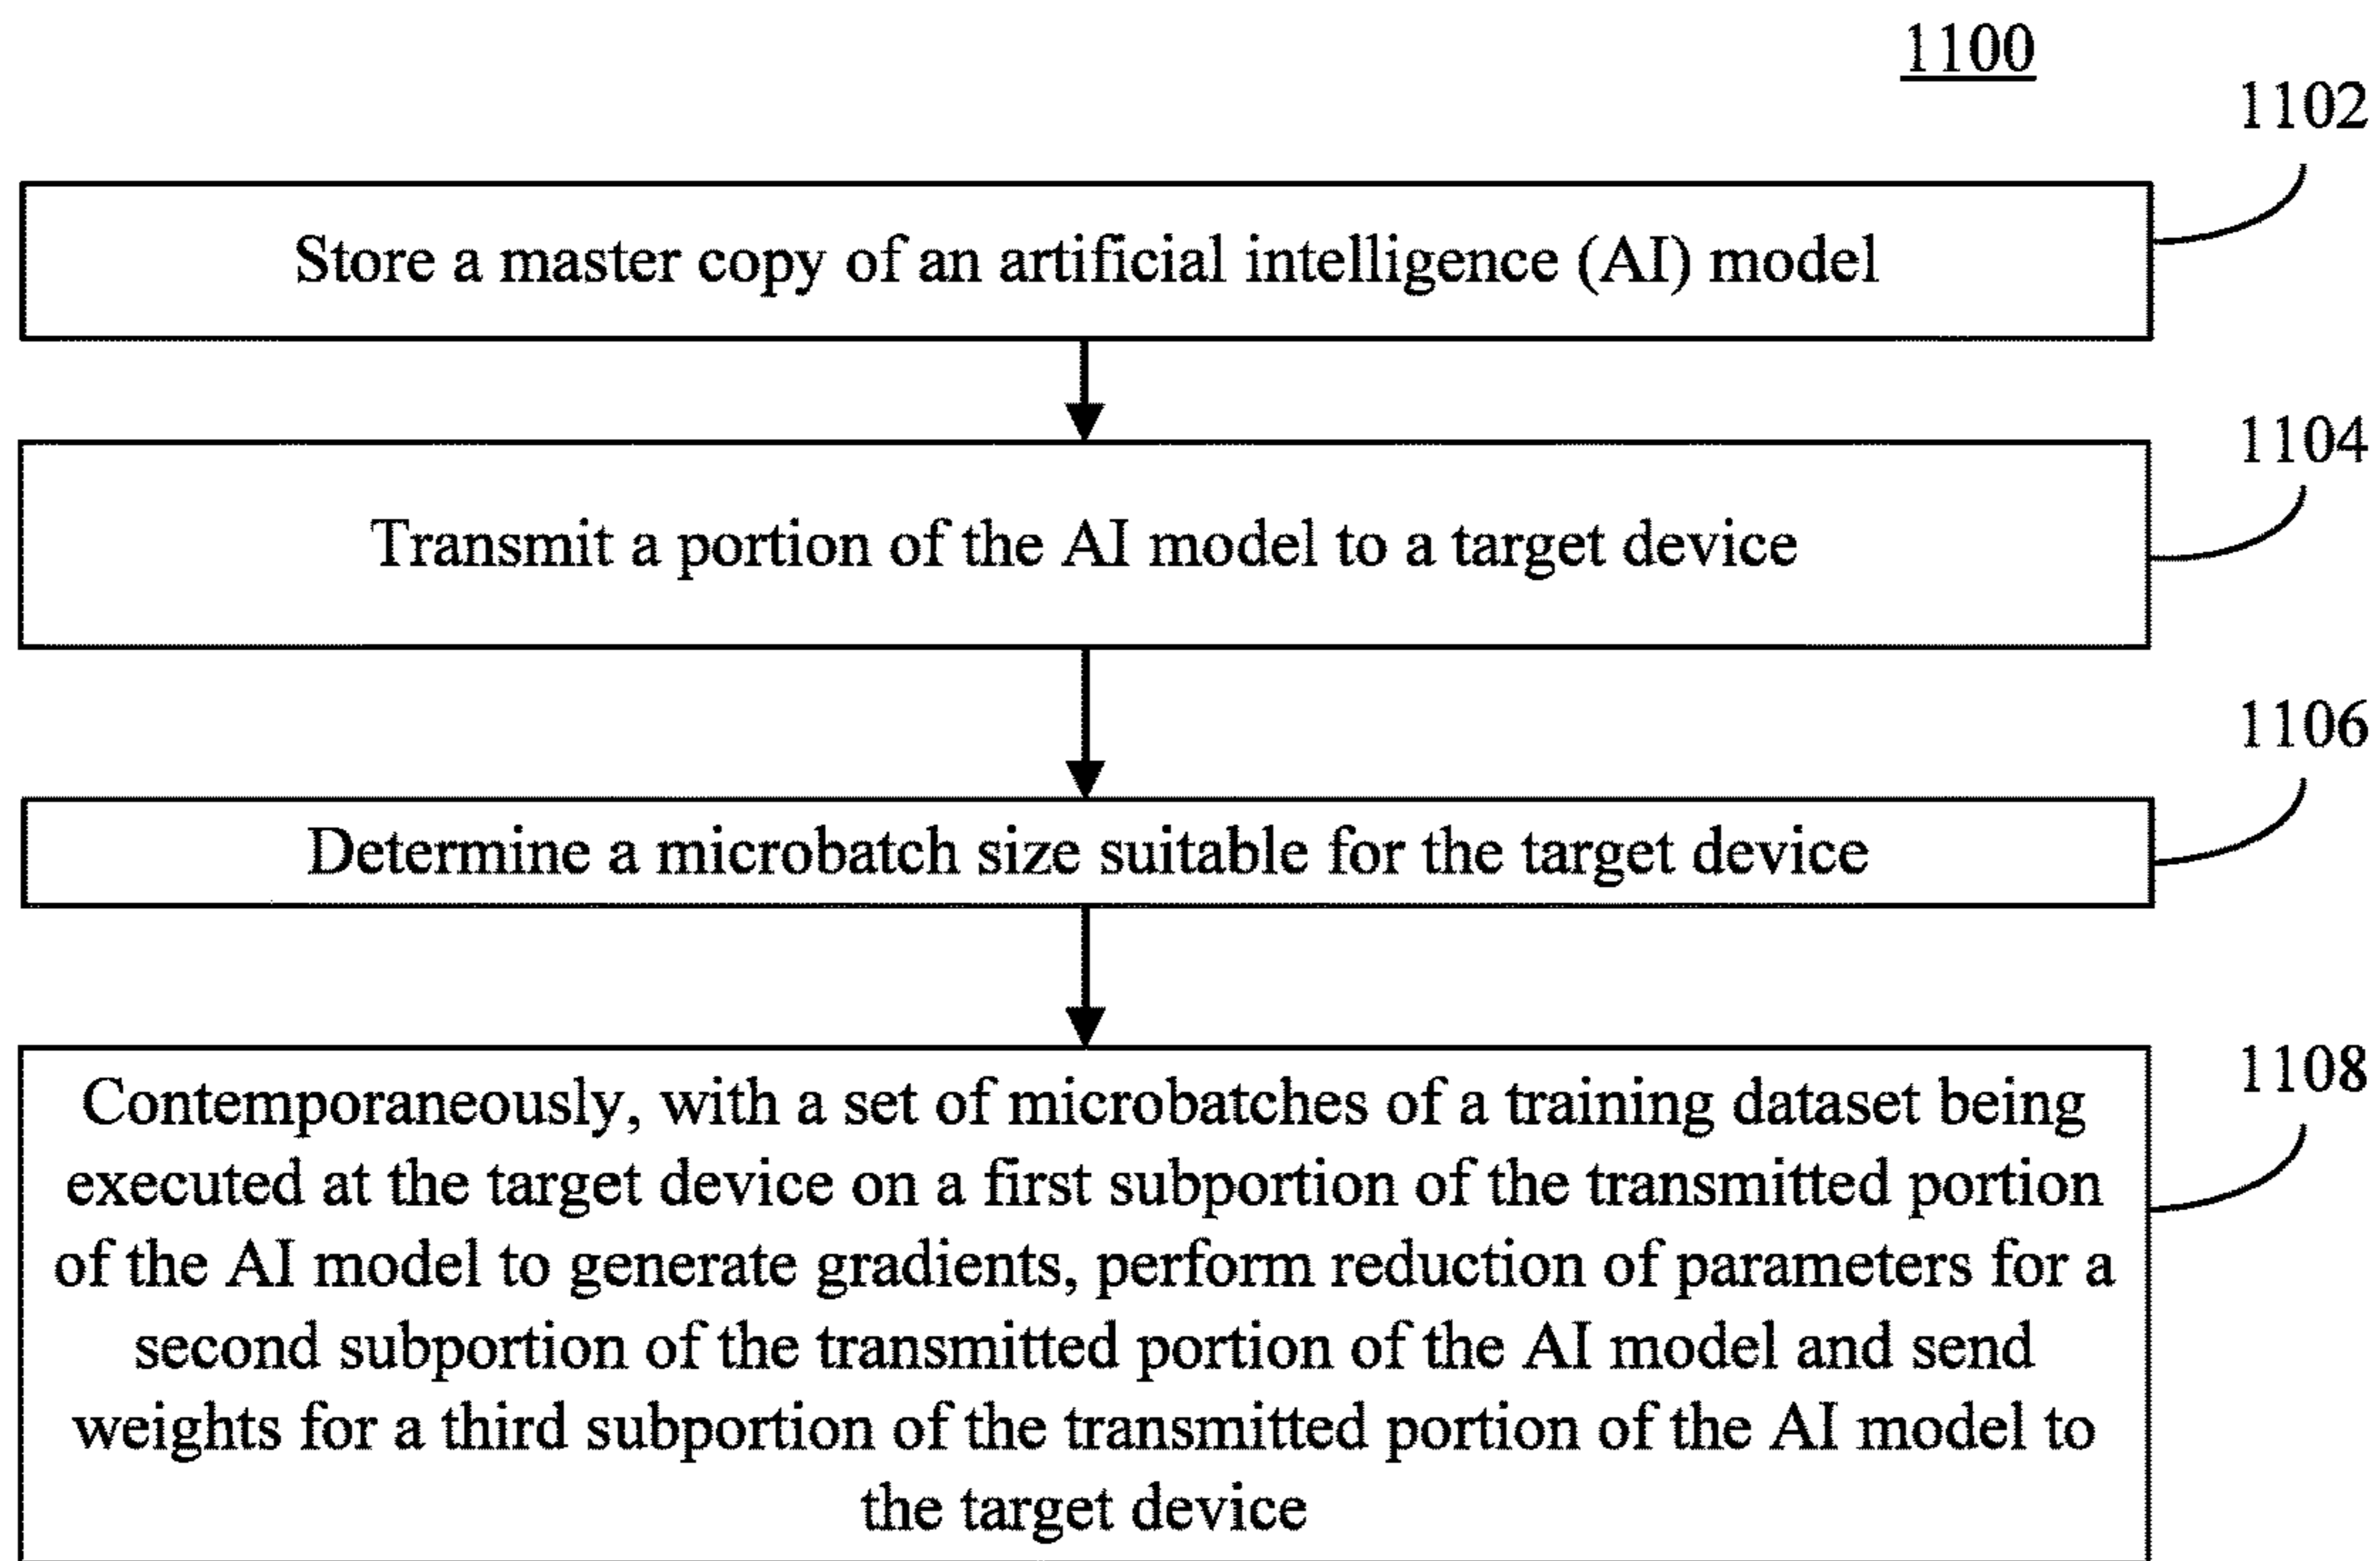 1100
1102
Store a master copy of an artificial intelligence (AI) model
1104
Transmit a portion of the AI model to a target device
1106
Determine a microbatch size suitable for the target device
1108
Contemporaneously, with a set of microbatches of a training dataset being
executed at the target device on a first subportion of the transmitted portion
of the AI model to generate gradients, perform reduction of parameters for a
second subportion of the transmitted portion of the AI model and send
weights for a third subportion of the transmitted portion of the AI model to
the target device